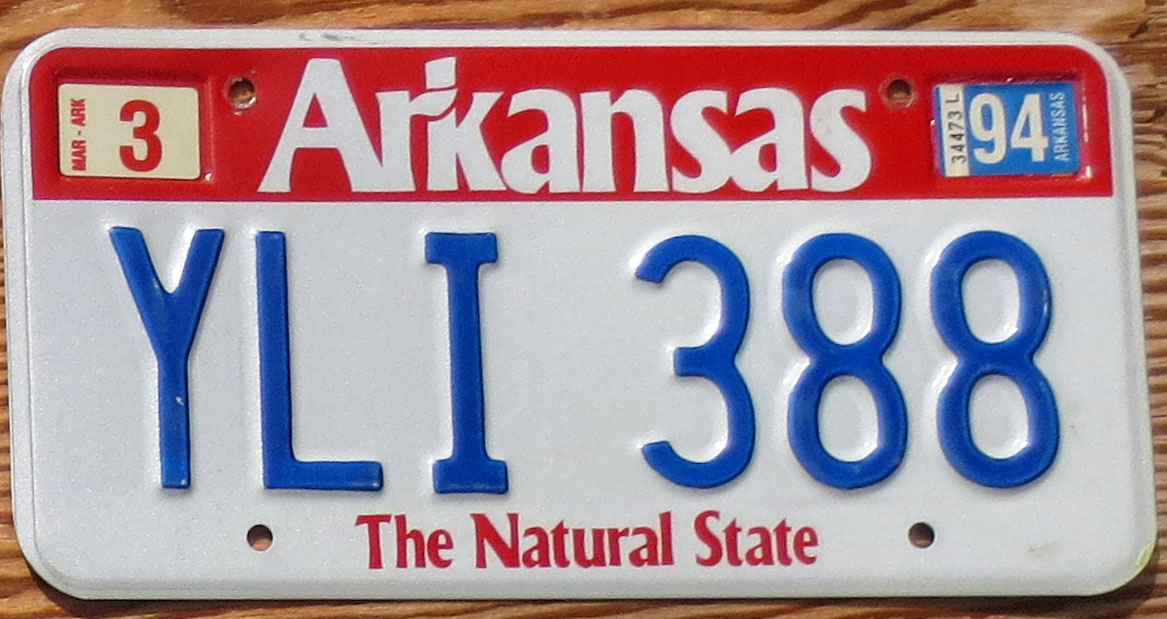 MAR - ARK
3
Arkansas
34473 L
94
ARKANSAS
YLI 388
The Natural State